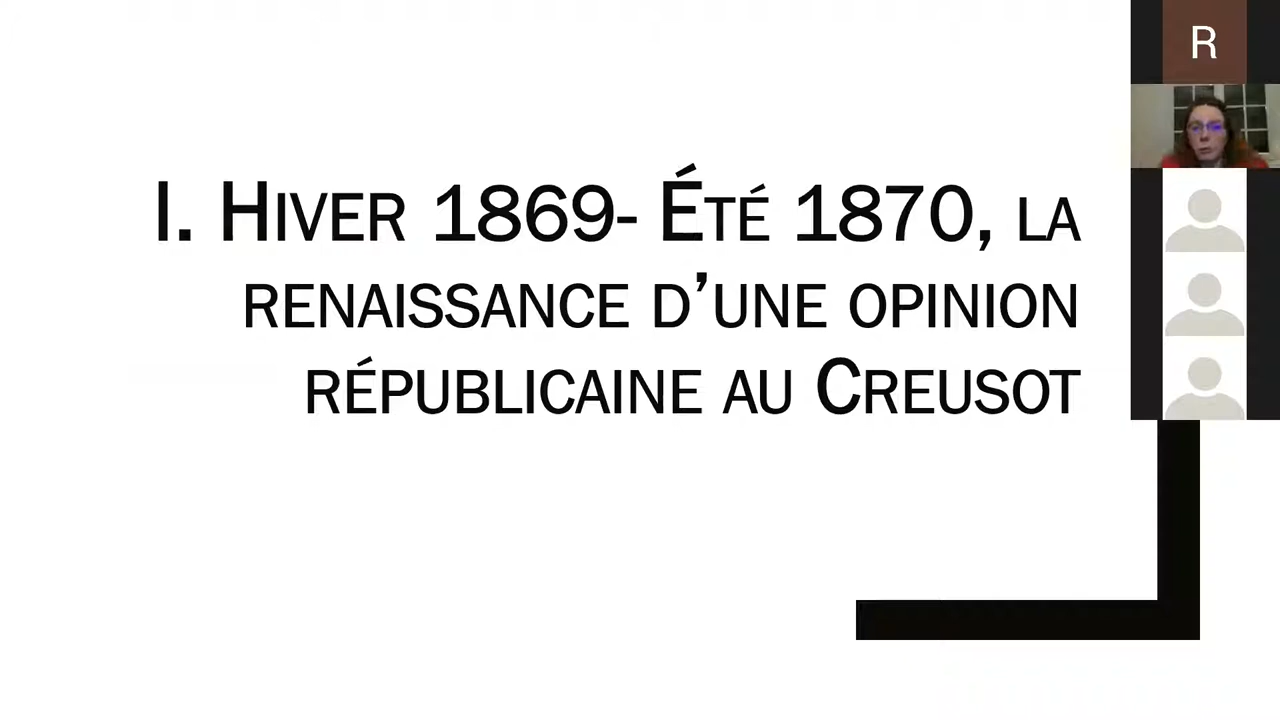 I. Hiver 1869- Été 1870, la
renaissance d’une opinion
républicaine au Creusot
R